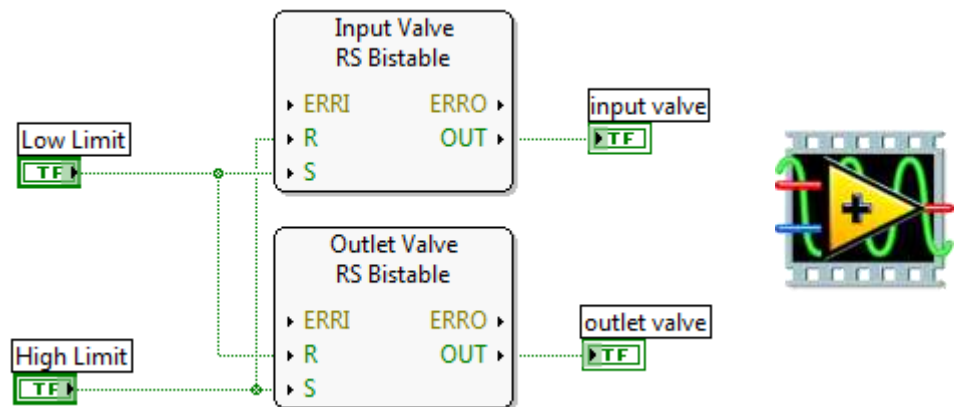 Input Valve
RS Bistable
ERRI ERRO
R OUT
S
Low Limit
TF
input valve
TF
Outlet Valve
RS Bistable
ERRI ERRO
R OUT
S
High Limit
TF
outlet valve
TF